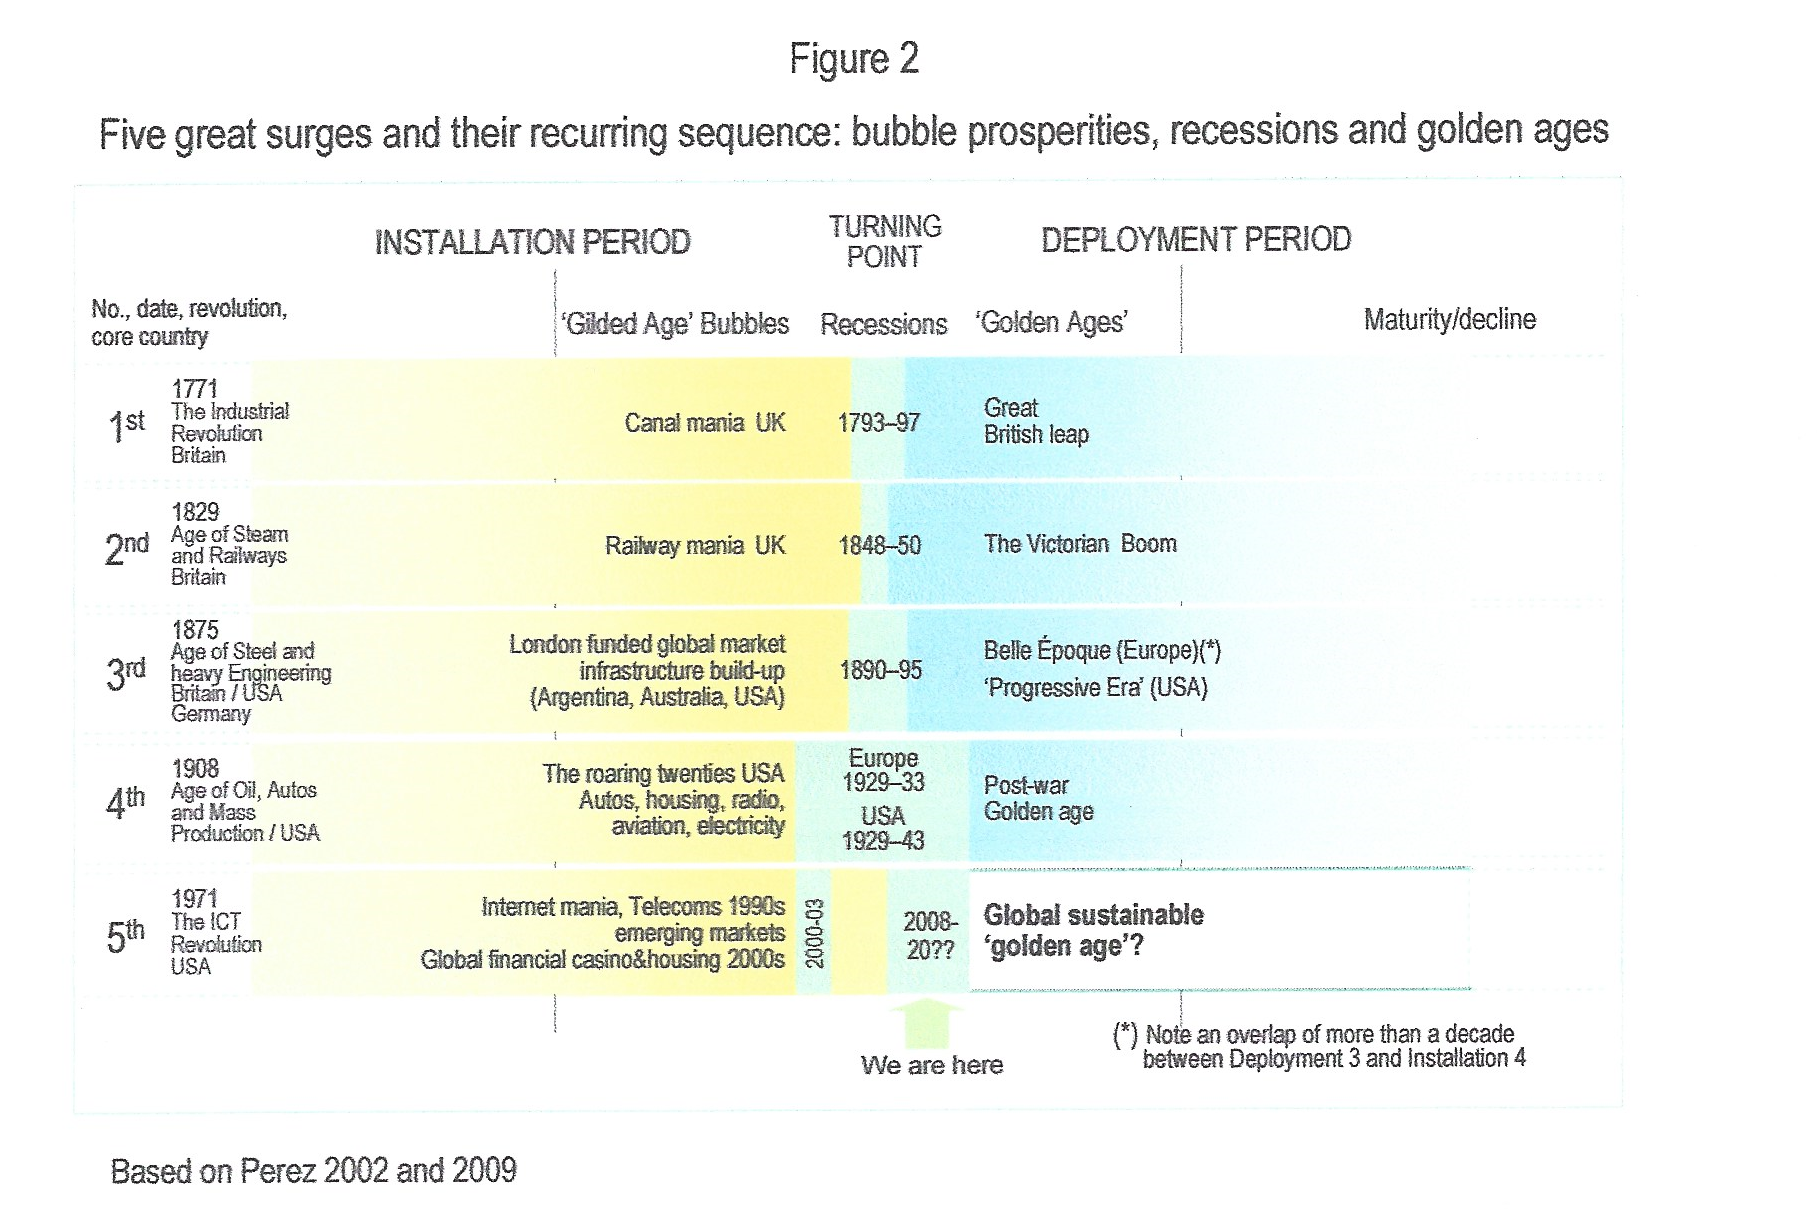 Figure 2
Five great surges and their recurring sequence: bubble prosperities, recessions and golden ages
INSTALLATION PERIOD
TURNING
POINT
DEPLOYMENT PERIOD
No., date, revolution,
core country
‘Gilded Age’ Bubbles
Recessions
‘Golden Ages’
Maturity/decline
1st
1771
The Industrial
Revolution
Britain
Canal mania UK
1793–97
Great
British leap
2nd
1829
Age of Steam
and Railways
Britain
Railway mania UK
1848–50
The Victorian Boom
3rd
1875
Age of Steel and
heavy Engineering
Britain / USA
Germany
London funded global market
infrastructure build-up
(Argentina, Australia, USA)
1890–95
Belle Époque (Europe)(*)
‘Progressive Era’ (USA)
4th
1908
Age of Oil, Autos
and Mass
Production / USA
The roaring twenties USA
Autos, housing, radio,
aviation, electricity
Europe
1929–33
USA
1929–43
Post-war
Golden age
5th
1971
The ICT
Revolution
USA
Internet mania, Telecoms 1990s
emerging markets
Global financial casino&housing 2000s
2000-03
2008-
20??
Global sustainable
‘golden age’?
We are here
(*) Note an overlap of more than a decade
between Deployment 3 and Installation 4
Based on Perez 2002 and 2009